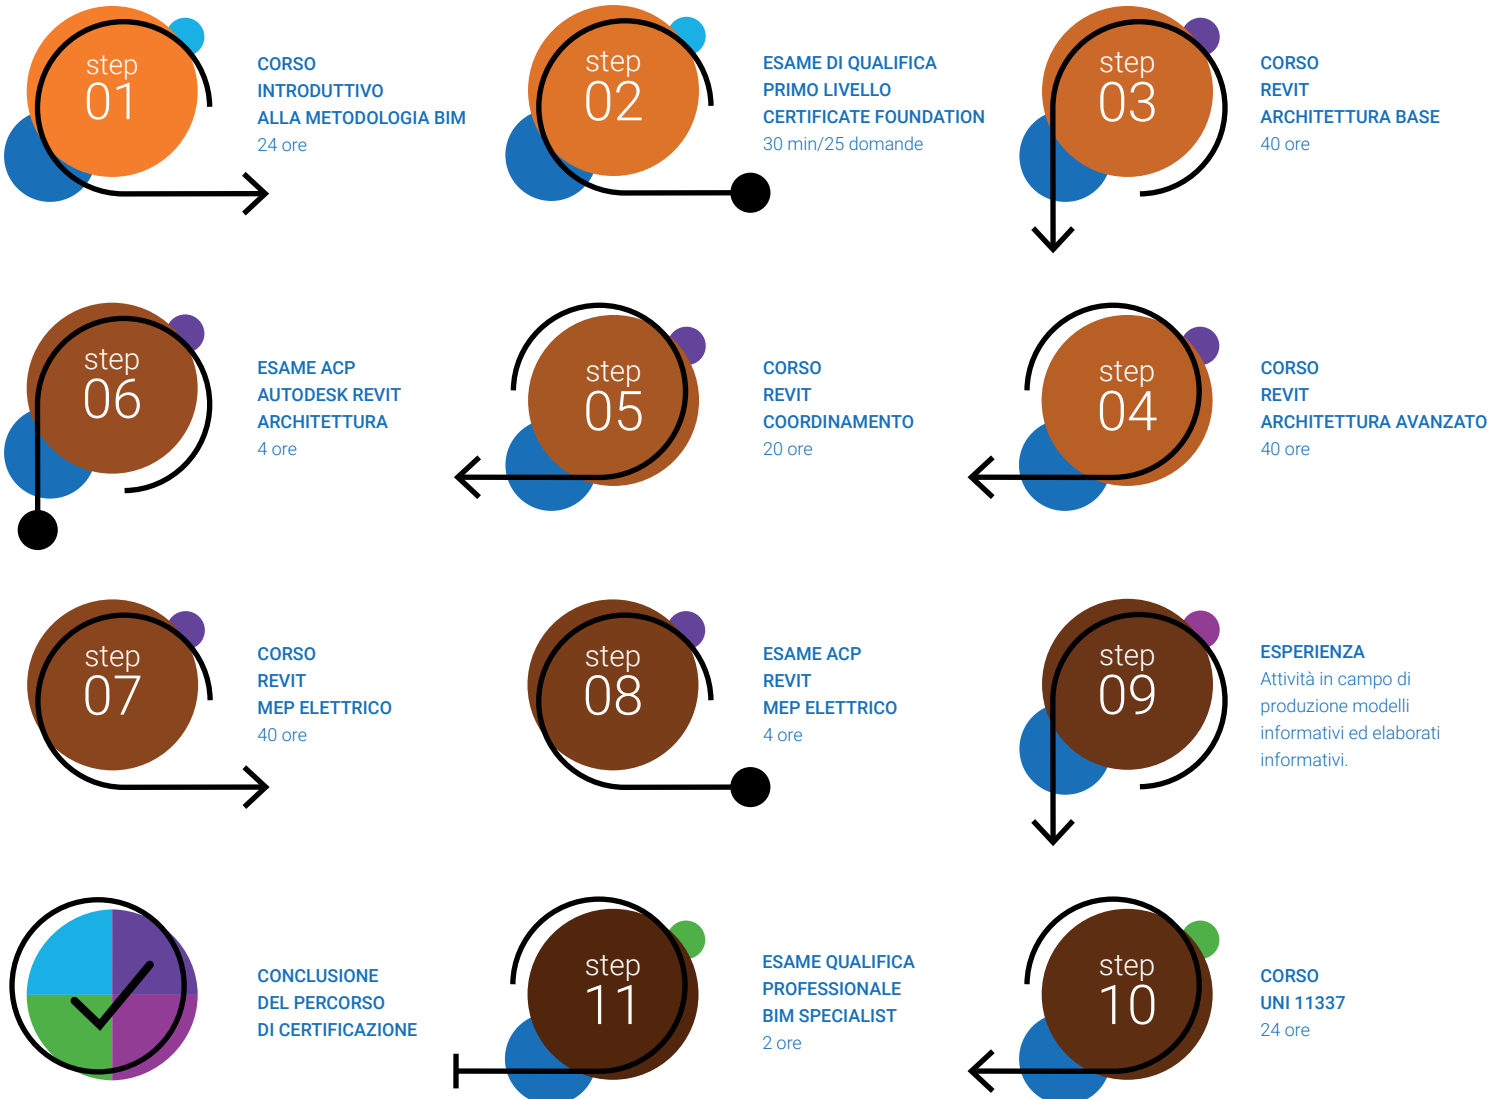 step
01
CORSO
INTRODUTTIVO
ALLA METODOLOGIA BIM
24 ore
step
02
ESAME DI QUALIFICA
PRIMO LIVELLO
CERTIFICATE FOUNDATION
30 min/25 domande
step
03
CORSO
REVIT
ARCHITETTURA BASE
40 ore
step
06
ESAME ACP
AUTODESK REVIT
ARCHITETTURA
4 ore
step
05
CORSO
REVIT
COORDINAMENTO
20 ore
step
04
CORSO
REVIT
ARCHITETTURA AVANZATO
40 ore
step
07
CORSO
REVIT
MEP ELETTRICO
40 ore
step
08
ESAME ACP
REVIT
MEP ELETTRICO
4 ore
step
09
ESPERIENZA
Attività in campo di
produzione modelli
informativi ed elaborati
informativi.
CONCLUSIONE
DEL PERCORSO
DI CERTIFICAZIONE
step
11
ESAME QUALIFICA
PROFESSIONALE
BIM SPECIALIST
2 ore
step
10
CORSO
UNI 11337
24 ore